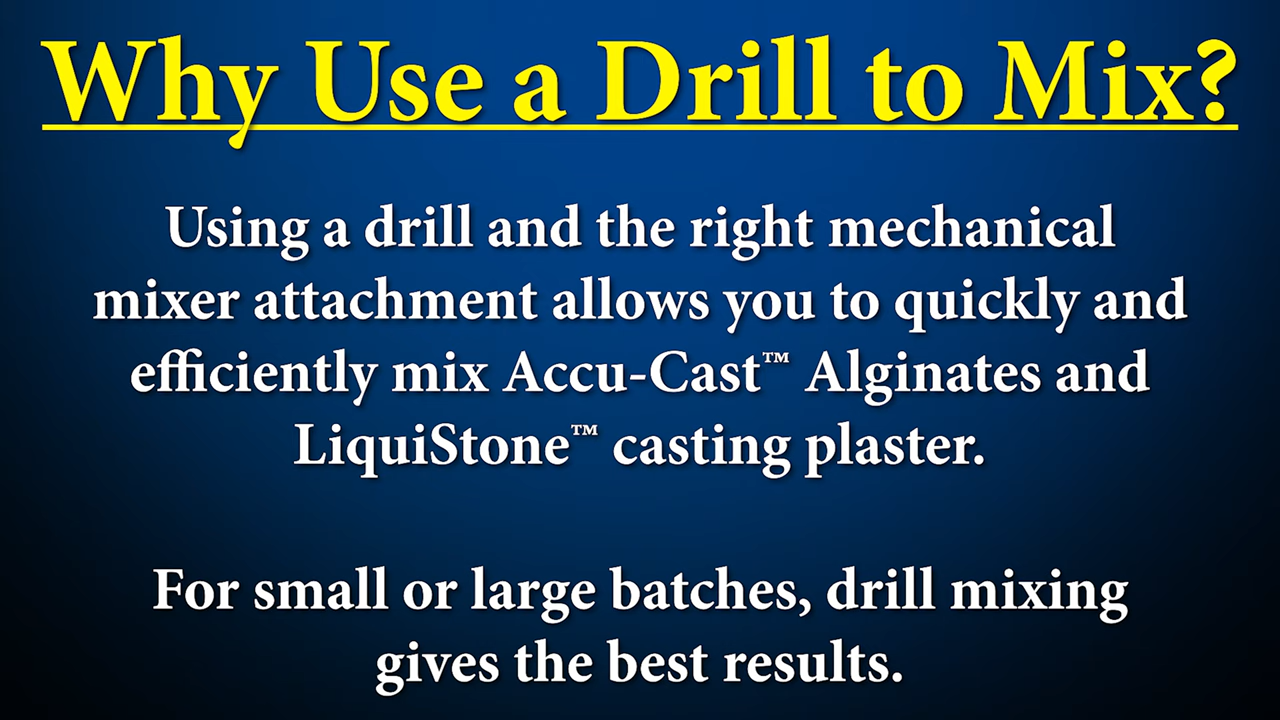 Why Use a Drill to Mix?
Using a drill and the right mechanical
mixer attachment allows you to quickly and
efficiently mix Accu-Cast™ Alginates and
LiquiStone™ casting plaster.
For small or large batches, drill mixing
gives the best results.